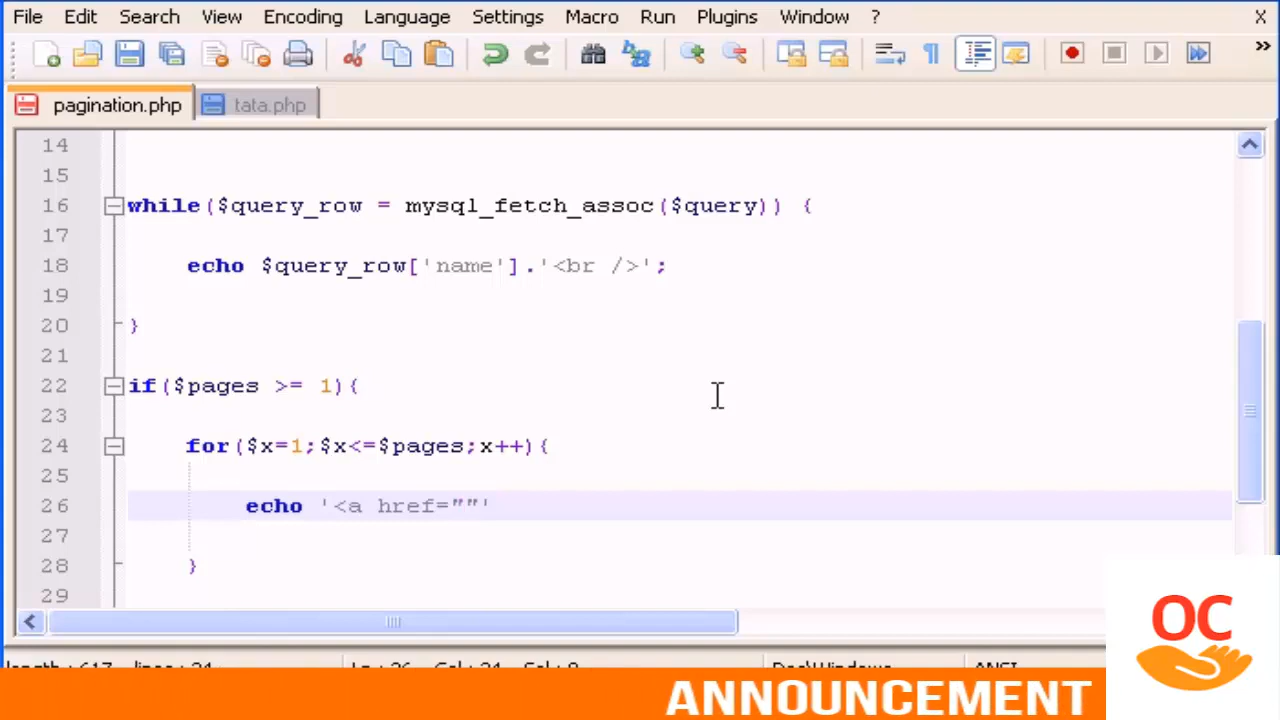 File Edit Search View Encoding Language Settings Macro Run Plugins Window ? X
pagination.php tata.php
14
15
16 while($query_row = mysql_fetch_assoc($query)) {
17
18 echo $query_row['name'].'<br />';
19
20 }
21
22 if($pages >= 1){
23
24 for($x=1;$x<=$pages;x++){
25
26 echo '<a href=""'
27
28 }
29
OC
ANNOUNCEMENT